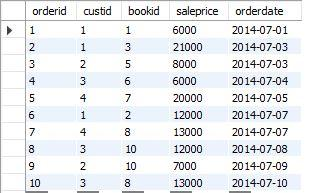 orderid custid bookid saleprice orderdate
1 1 1 6000 2014-07-01
2 1 3 21000 2014-07-03
3 2 5 8000 2014-07-03
4 3 6 6000 2014-07-04
5 4 7 20000 2014-07-05
6 1 2 12000 2014-07-07
7 4 8 13000 2014-07-07
8 3 10 12000 2014-07-08
9 2 10 7000 2014-07-09
10 3 8 13000 2014-07-10